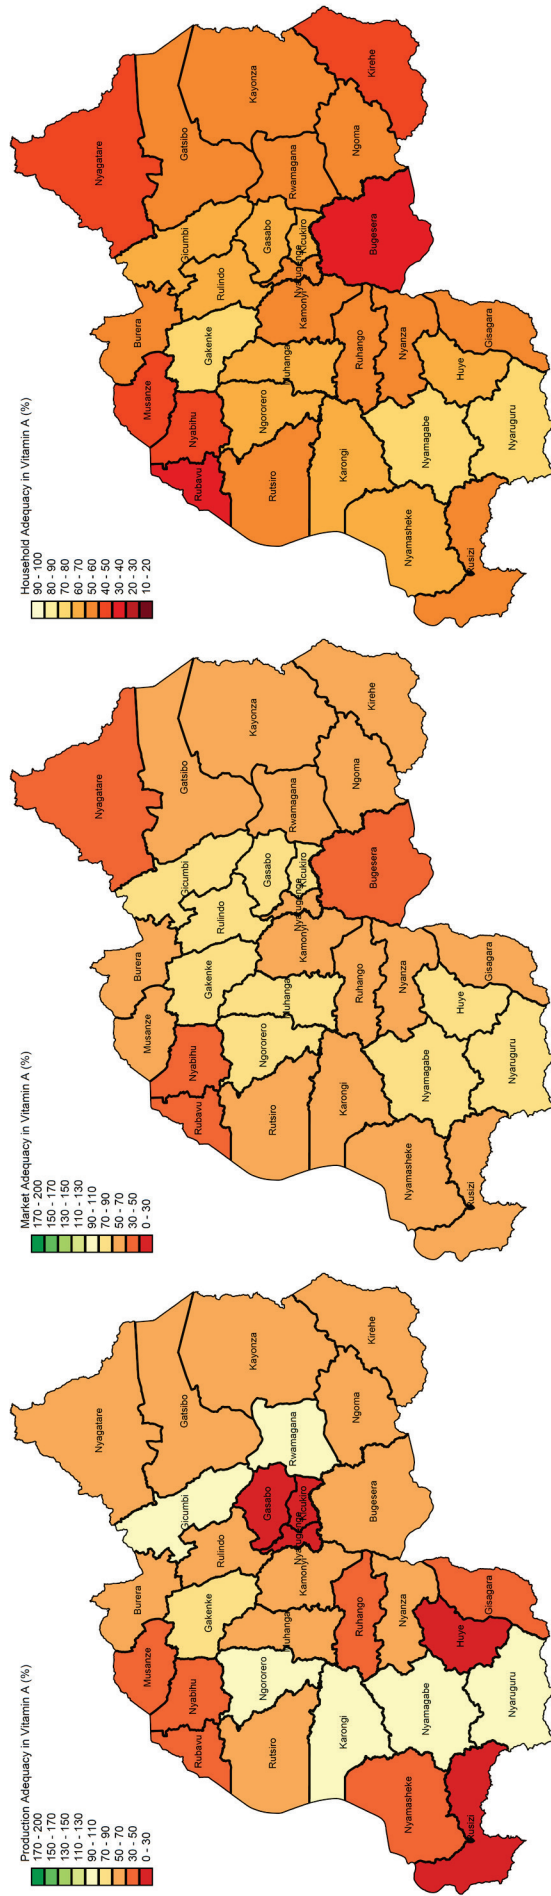 Production Adequacy in Vitamin A (%)
170 - 200
150 - 170
130 - 150
110 - 130
90 - 110
70 - 90
50 - 70
30 - 50
0 - 30
Nyagatare
Burera
Musanze
Gicumbi
Gatsibo
Nyabihu
Gakenke
Rulindo
Rubavu
Kayonza
Gasabo
Ngororero
Rutsiro
Muhanga
Rwamagana
Kicukiro
Nyarugenge
Kamonyi
Karongi
Ruhango
Ngoma
Kirehe
Bugesera
Nyanza
Nyamasheke
Nyamagabe
Huye
Gisagara
Rusizi
Nyaruguru
Market Adequacy in Vitamin A (%)
170 - 200
150 - 170
130 - 150
110 - 130
90 - 110
70 - 90
50 - 70
30 - 50
0 - 30
Nyagatare
Burera
Musanze
Gicumbi
Gatsibo
Nyabihu
Gakenke
Rulindo
Rubavu
Kayonza
Gasabo
Ngororero
Rutsiro
Muhanga
Rwamagana
Kicukiro
Nyarugenge
Kamonyi
Karongi
Ruhango
Ngoma
Kirehe
Bugesera
Nyanza
Nyamasheke
Nyamagabe
Huye
Gisagara
Rusizi
Nyaruguru
Household Adequacy in Vitamin A (%)
90 - 100
80 - 90
70 - 80
60 - 70
50 - 60
40 - 50
30 - 40
20 - 30
10 - 20
Nyagatare
Burera
Musanze
Gicumbi
Gatsibo
Nyabihu
Gakenke
Rulindo
Rubavu
Kayonza
Gasabo
Ngororero
Rutsiro
Muhanga
Rwamagana
Kicukiro
Nyarugenge
Kamonyi
Karongi
Ruhango
Ngoma
Kirehe
Bugesera
Nyanza
Nyamasheke
Nyamagabe
Huye
Gisagara
Rusizi
Nyaruguru